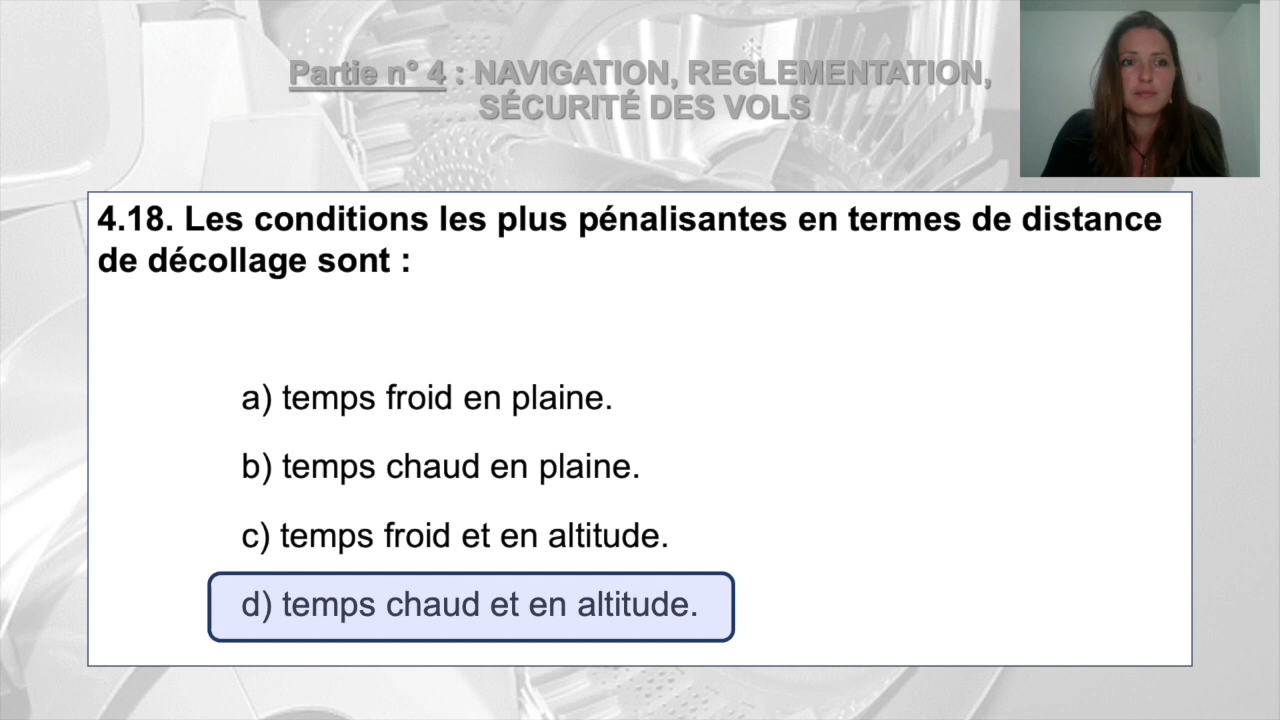 Partie n° 4 : NAVIGATION, REGLEMENTATION,
SÉCURITÉ DES VOLS
4.18. Les conditions les plus pénalisantes en termes de distance
de décollage sont :
a) temps froid en plaine.
b) temps chaud en plaine.
c) temps froid et en altitude.
d) temps chaud et en altitude.